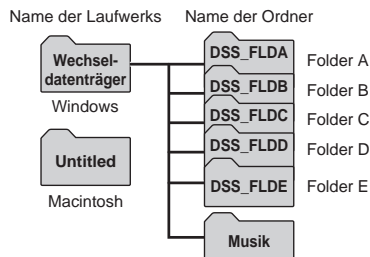 Name der Laufwerks
Name der Ordner
Wechsel-
datenträger
Windows
Untitled
Macintosh
DSS_FLDA
Folder A
DSS_FLDB
Folder B
DSS_FLDC
Folder C
DSS_FLDD
Folder D
DSS_FLDE
Folder E
Musik